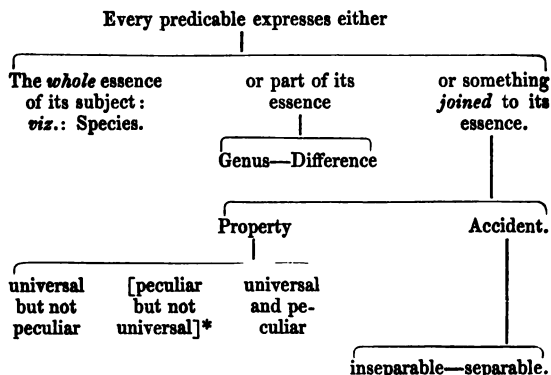 Every predicable expresses either
The whole essence
of its subject:
viz.: Species.
or part of its
essence
or something
joined to its
essence.
Genus—Difference
Property
Accident.
universal
but not
peculiar
[peculiar
but not
universal]*
universal
and pe-
culiar
inseparable—separable.